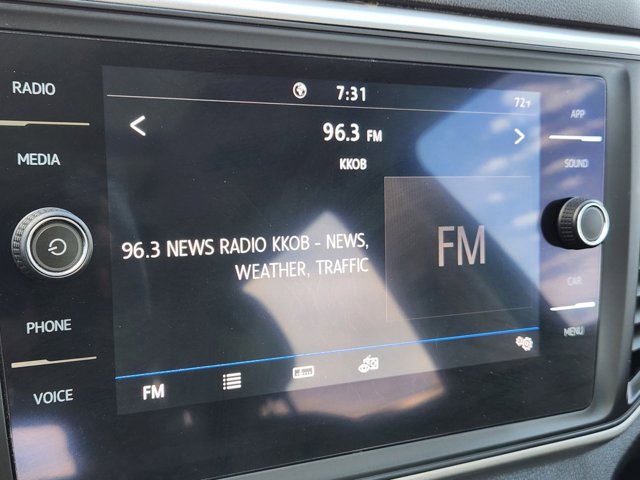 RADIO
MEDIA
PHONE
VOICE
7:31
72°F
96.3 FM
KKOB
96.3 NEWS RADIO KKOB - NEWS,
WEATHER, TRAFFIC
FM
FM
APP
SOUND
CAR
MENU